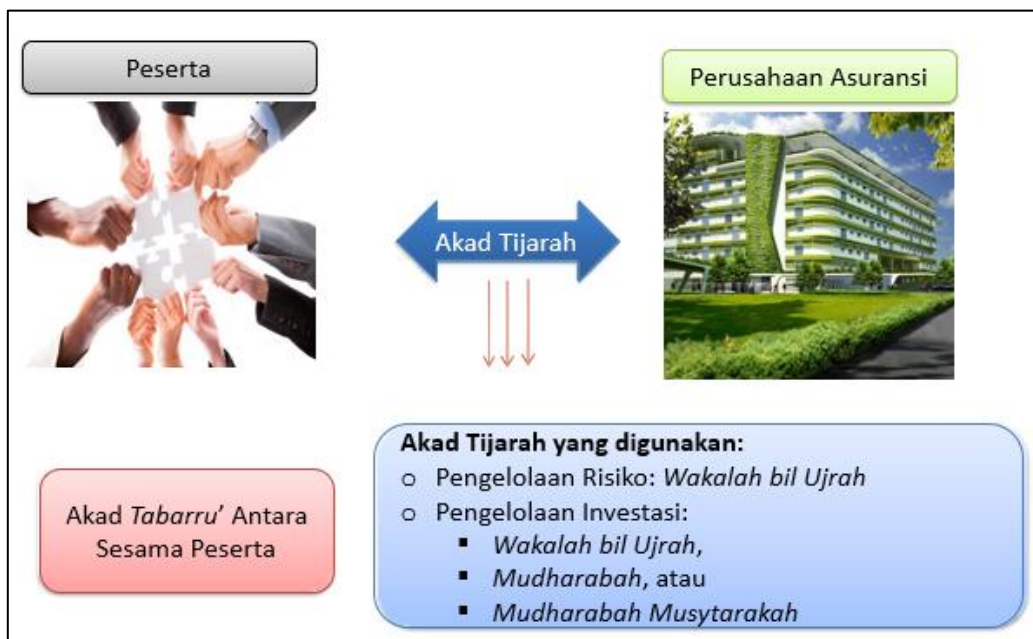 Peserta
Perusahaan Asuransi
Akad Tijarah
Akad Tabarru’ Antara
Sesama Peserta
Akad Tijarah yang digunakan:
o Pengelolaan Risiko: Wakalah bil Ujrah
o Pengelolaan Investasi:
▪ Wakalah bil Ujrah,
▪ Mudharabah, atau
▪ Mudharabah Musytarakah